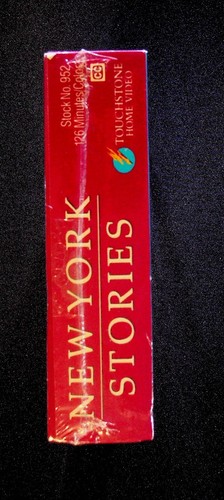 NEW YORK
STORIES
Stock No. 952
126 Minutes/Color
CC
TOUCHSTONE
HOME VIDEO